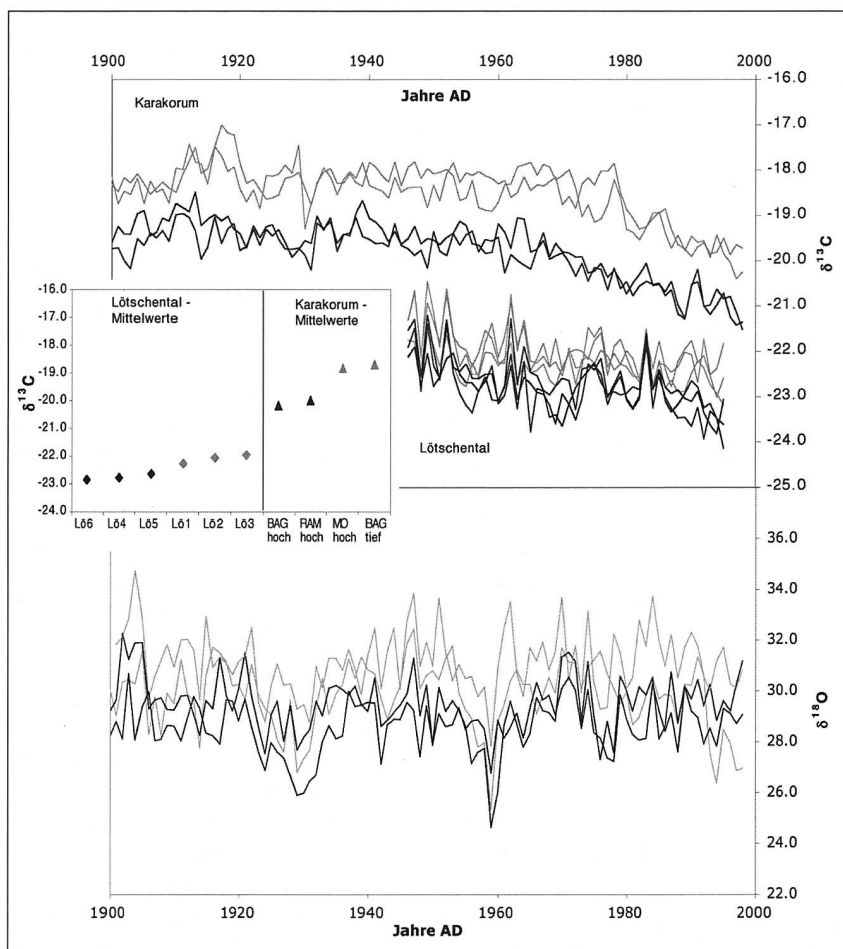 1900 1920 1940 1960 1980 2000
Jahre AD
Karakorum
-16.0
-17.0
-18.0
-19.0
-20.0
-21.0
-22.0
-23.0
-24.0
-25.0
δ¹³C
Lötschental
-16.0
-17.0
-18.0
-19.0
-20.0
-21.0
-22.0
-23.0
-24.0
δ¹³C
Lötschental -
Mittelwerte
Karakorum -
Mittelwerte
Lö6 Lö4 Lö5 Lö1 Lö2 Lö3 BAG RAM MO BAG
hoch hoch hoch tief
36.0
34.0
32.0
30.0
28.0
26.0
24.0
22.0
δ¹⁸O
1900 1920 1940 1960 1980 2000
Jahre AD